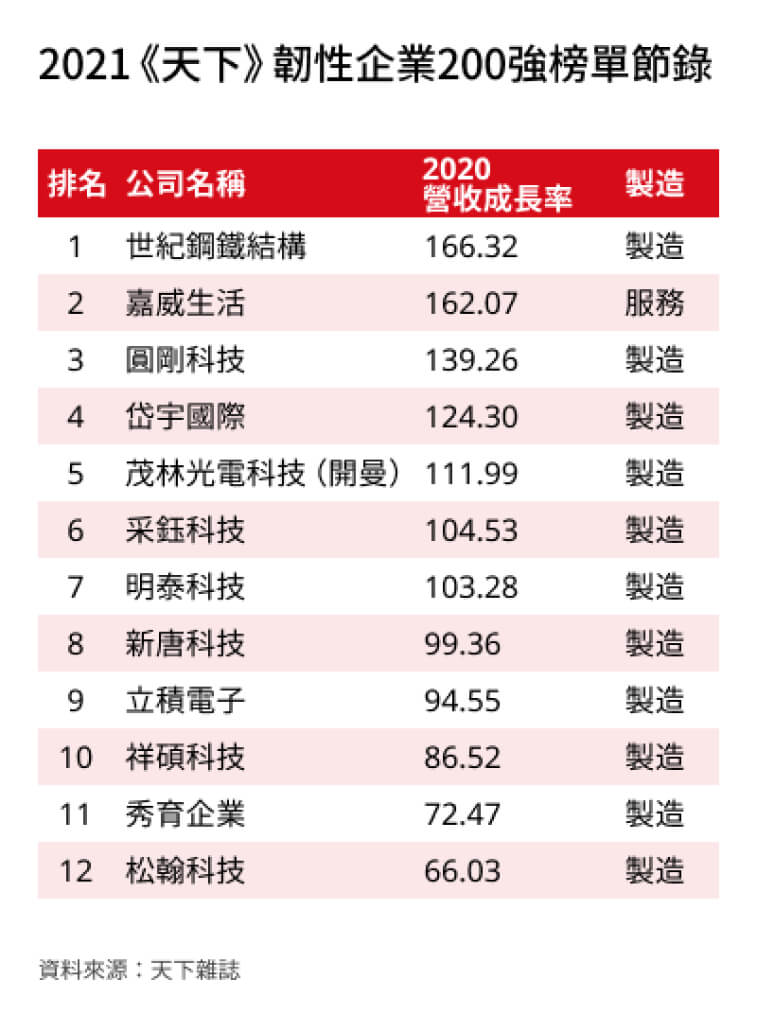 2021《天下》韌性企業200強榜單節錄
排名 公司名稱 2020 營收成長率 製造
1 世紀鋼鐵結構 166.32 製造
2 嘉威生活 162.07 服務
3 圓剛科技 139.26 製造
4 岱宇國際 124.30 製造
5 茂林光電科技（開曼） 111.99 製造
6 采鈺科技 104.53 製造
7 明泰科技 103.28 製造
8 新唐科技 99.36 製造
9 立積電子 94.55 製造
10 祥碩科技 86.52 製造
11 秀育企業 72.47 製造
12 松翰科技 66.03 製造
資料來源：天下雜誌